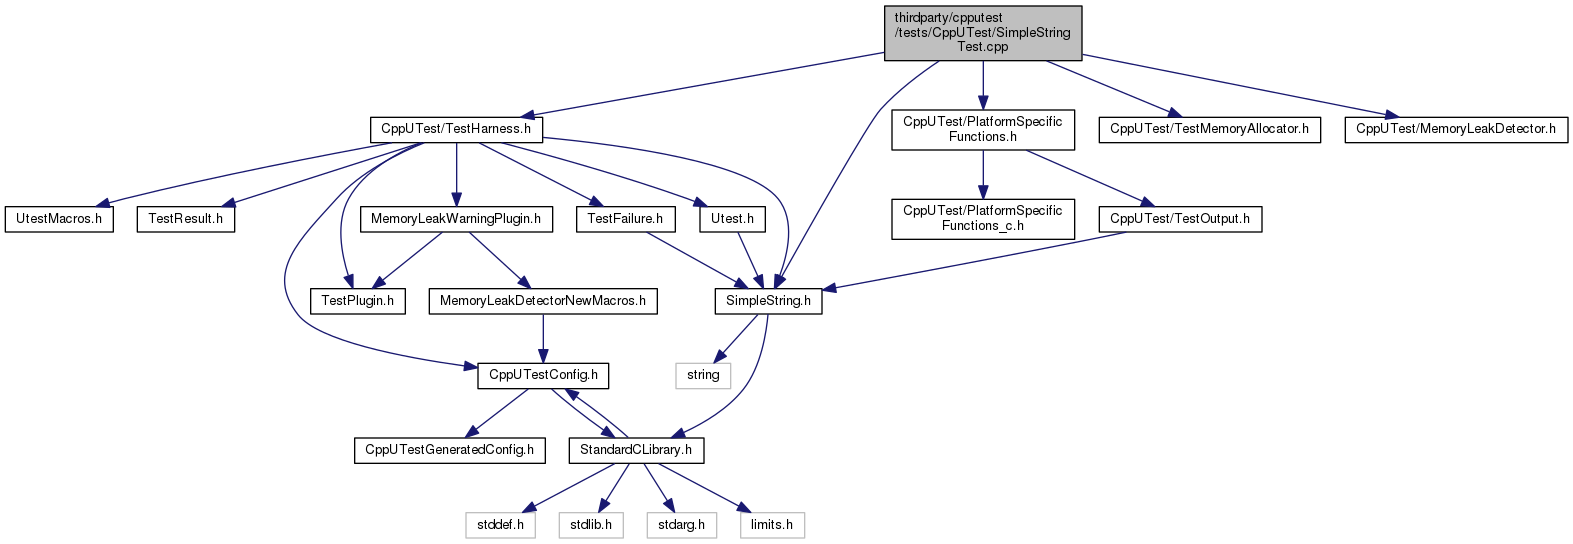 thirdparty/cpputest
/tests/CppUTest/SimpleString
Test.cpp
CppUTest/TestHarness.h
CppUTest/PlatformSpecific
Functions.h
CppUTest/TestMemoryAllocator.h
CppUTest/MemoryLeakDetector.h
UtestMacros.h
TestResult.h
MemoryLeakWarningPlugin.h
TestFailure.h
Utest.h
CppUTest/PlatformSpecific
Functions_c.h
CppUTest/TestOutput.h
TestPlugin.h
MemoryLeakDetectorNewMacros.h
SimpleString.h
CppUTestConfig.h
string
CppUTestGeneratedConfig.h
StandardCLibrary.h
stddef.h
stdlib.h
stdarg.h
limits.h